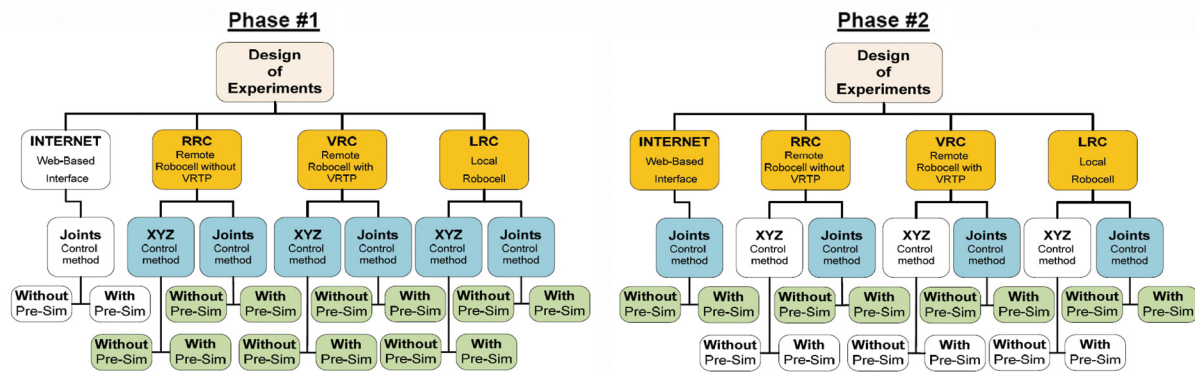 Phase #1
Design
of
Experiments
INTERNET
Web-Based
Interface
RRC
Remote
Robocell without
VRTP
VRC
Remote
Robocell with
VRTP
LRC
Local
Robocell
Joints
Control
method
XYZ
Control
method
Joints
Control
method
XYZ
Control
method
Joints
Control
method
XYZ
Control
method
Joints
Control
method
Without
Pre-Sim
With
Pre-Sim
Without
Pre-Sim
With
Pre-Sim
Without
Pre-Sim
With
Pre-Sim
Without
Pre-Sim
With
Pre-Sim
Without
Pre-Sim
With
Pre-Sim
Without
Pre-Sim
With
Pre-Sim
Without
Pre-Sim
With
Pre-Sim
Phase #2
Design
of
Experiments
INTERNET
Web-Based
Interface
RRC
Remote
Robocell without
VRTP
VRC
Remote
Robocell with
VRTP
LRC
Local
Robocell
Joints
Control
method
XYZ
Control
method
Joints
Control
method
XYZ
Control
method
Joints
Control
method
XYZ
Control
method
Joints
Control
method
Without
Pre-Sim
With
Pre-Sim
Without
Pre-Sim
With
Pre-Sim
Without
Pre-Sim
With
Pre-Sim
Without
Pre-Sim
With
Pre-Sim
Without
Pre-Sim
With
Pre-Sim
Without
Pre-Sim
With
Pre-Sim
Without
Pre-Sim
With
Pre-Sim